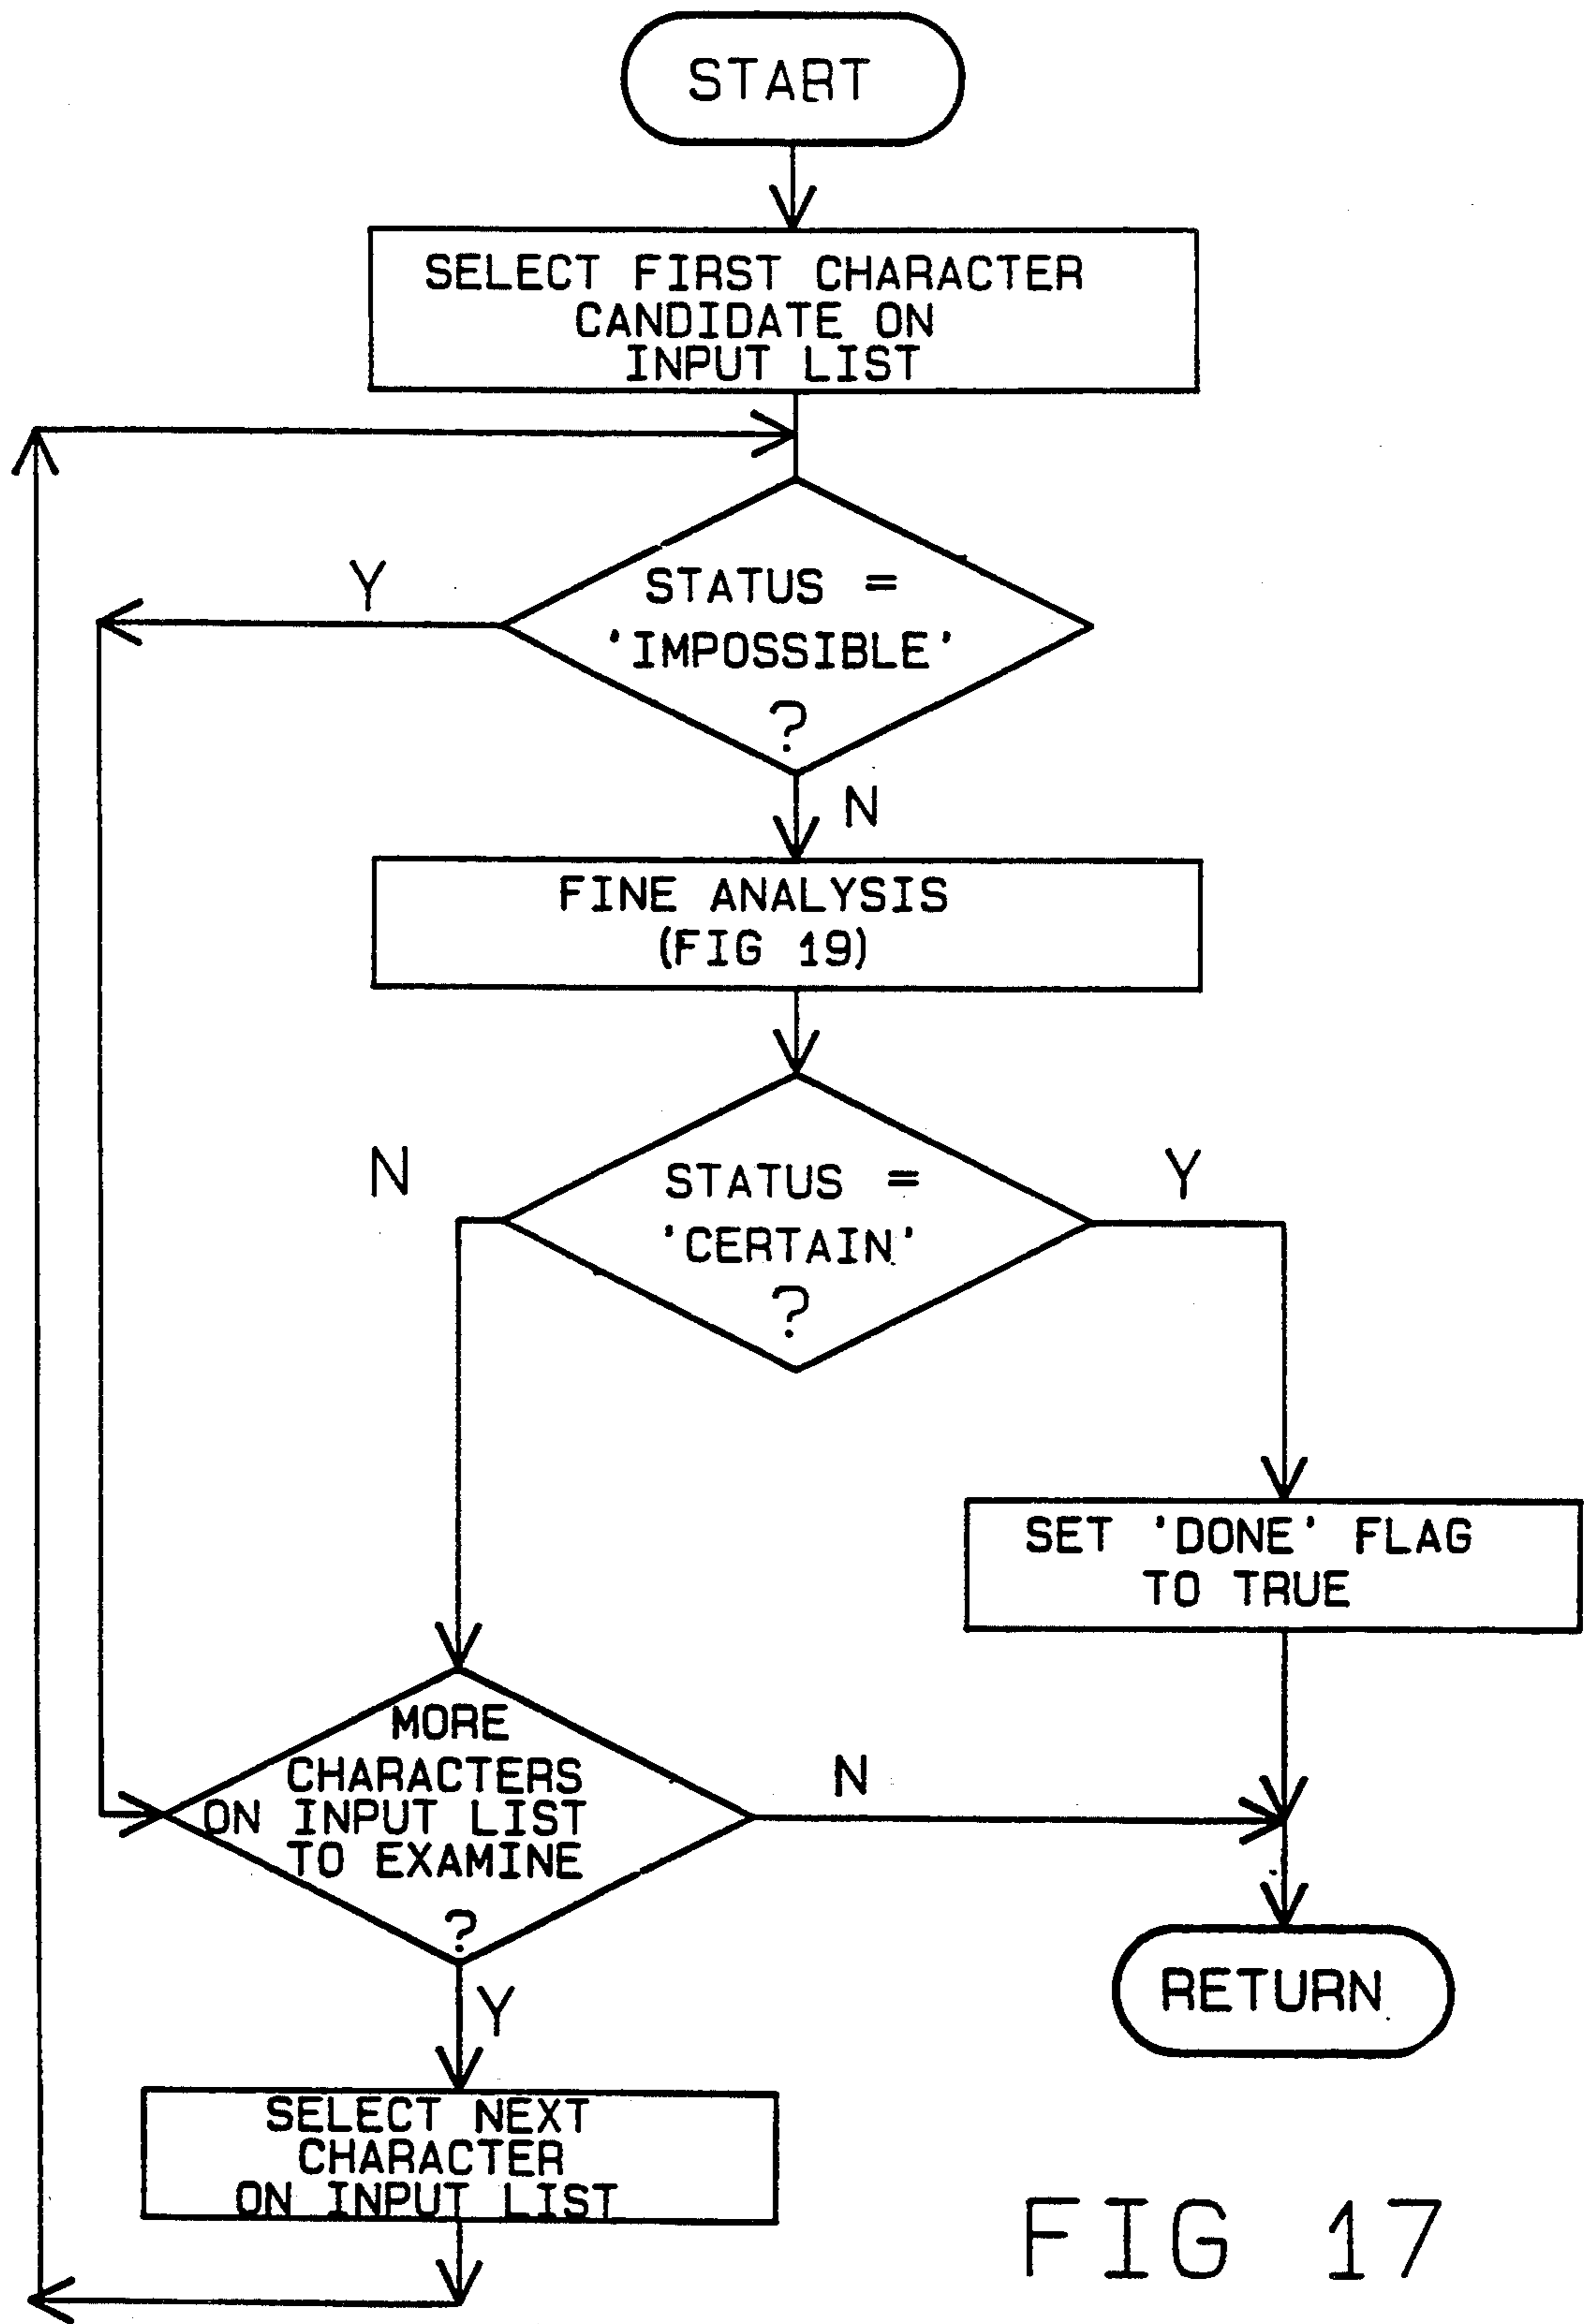 START
SELECT FIRST CHARACTER
CANDIDATE ON
INPUT LIST
Y
STATUS =
'IMPOSSIBLE'
?
N
FINE ANALYSIS
(FIG 19)
N
STATUS =
'CERTAIN'
?
Y
SET 'DONE' FLAG
TO TRUE
MORE
CHARACTERS
ON INPUT LIST
TO EXAMINE
?
N
Y
RETURN
SELECT NEXT
CHARACTER
ON INPUT LIST
FIG 17